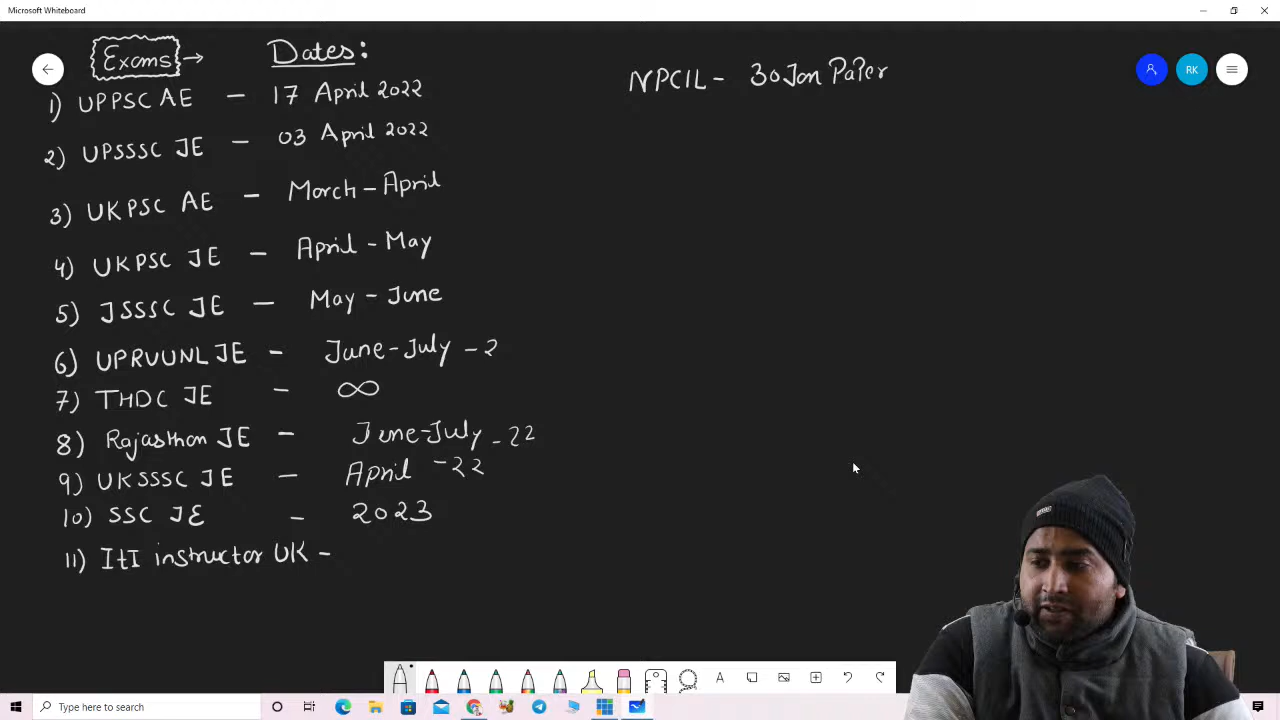 Microsoft Whiteboard
Exams → Dates:
1) UPPSC AE - 17 April 2022
2) UPSSSC JE - 03 April 2022
3) UKPSC AE - March - April
4) UKPSC JE - April - May
5) JSSSC JE - May - June
6) UPRVUNL JE - June - July - 2
7) THDC JE - ∞
8) Rajasthan JE - June - July - 22
9) UKSSSC JE - April - 22
10) SSC JE - 2023
11) ItI instructor UK -
NPCIL - 30 Jan PaPer
RK
A
Type here to search